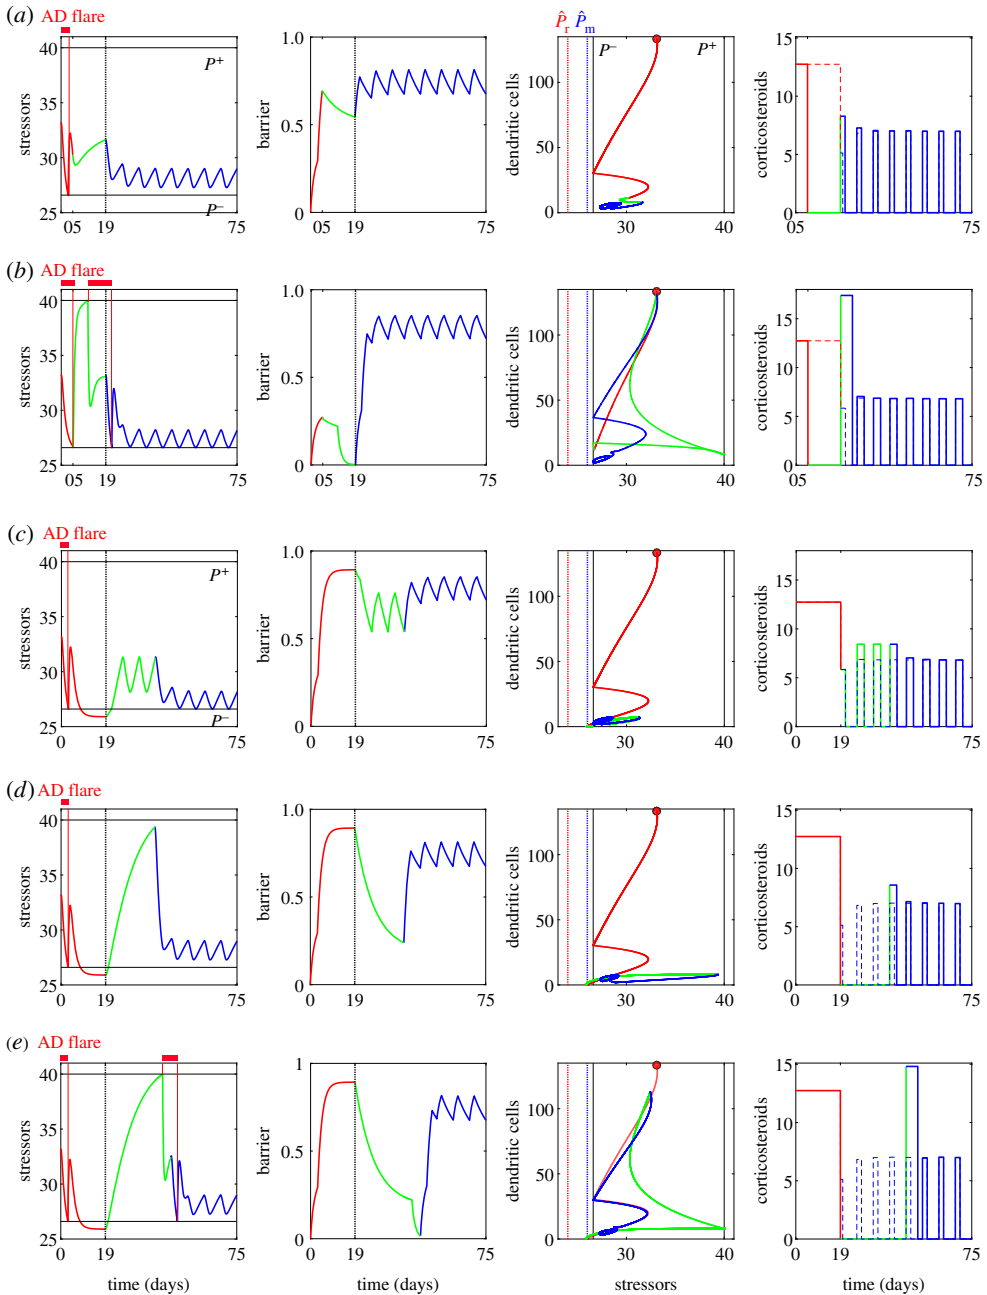 (a) AD flare
40
35
30
25
stressors
P+
P−
05 19 75
1.0
0.5
0
barrier
05 19 75
P̂r P̂m
P− P+
100
50
0
dendritic cells
30 40
15
10
5
0
corticosteroids
05 19 75
(b) AD flare
40
35
30
25
stressors
05 19 75
1.0
0.5
0
barrier
05 19 75
100
50
0
dendritic cells
30 40
15
10
5
0
corticosteroids
05 19 75
(c) AD flare
40
35
30
25
stressors
P+
P−
0 19 75
1.0
0.5
0
barrier
0 19 75
100
50
0
dendritic cells
30 40
15
10
5
0
corticosteroids
0 19 75
(d) AD flare
40
35
30
25
stressors
0 19 75
1.0
0.5
0
barrier
0 19 75
100
50
0
dendritic cells
30 40
15
10
5
0
corticosteroids
0 19 75
(e) AD flare
40
35
30
25
stressors
0 19 75
time (days)
1.0
0.5
0
barrier
0 19 75
time (days)
100
50
0
dendritic cells
30 40
stressors
15
10
5
0
corticosteroids
0 19 75
time (days)